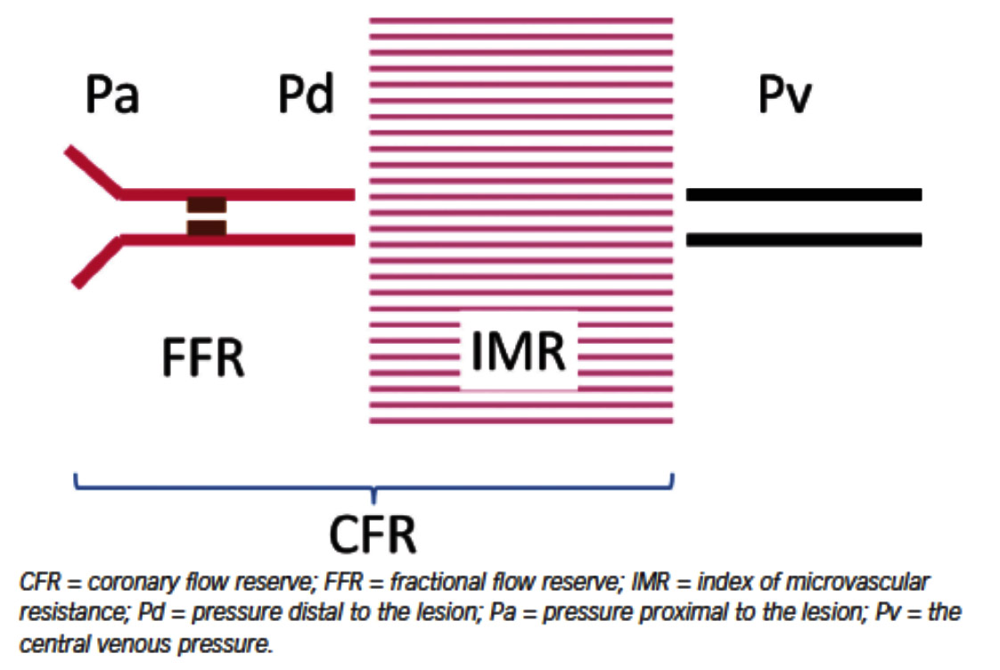 Pa
Pd
Pv
FFR
IMR
CFR
CFR = coronary flow reserve; FFR = fractional flow reserve; IMR = index of microvascular
resistance; Pd = pressure distal to the lesion; Pa = pressure proximal to the lesion; Pv = the
central venous pressure.